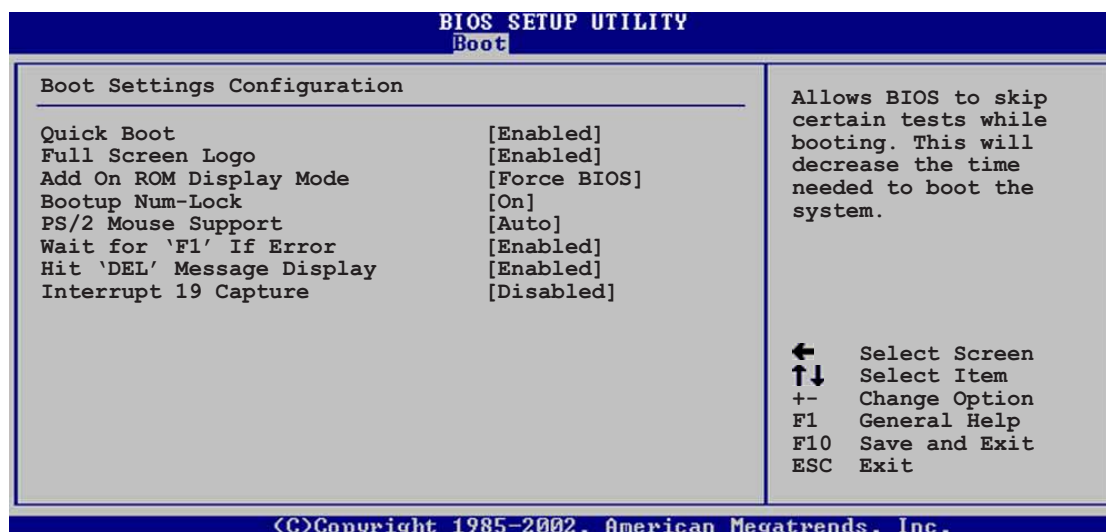 BIOS SETUP UTILITY
Boot
Boot Settings Configuration
Quick Boot [Enabled]
Full Screen Logo [Enabled]
Add On ROM Display Mode [Force BIOS]
Bootup Num-Lock [On]
PS/2 Mouse Support [Auto]
Wait for ‘F1’ If Error [Enabled]
Hit ‘DEL’ Message Display [Enabled]
Interrupt 19 Capture [Disabled]
Allows BIOS to skip
certain tests while
booting. This will
decrease the time
needed to boot the
system.
← Select Screen
↑↓ Select Item
+- Change Option
F1 General Help
F10 Save and Exit
ESC Exit
(C)Copyright 1985-2002, American Megatrends, Inc.